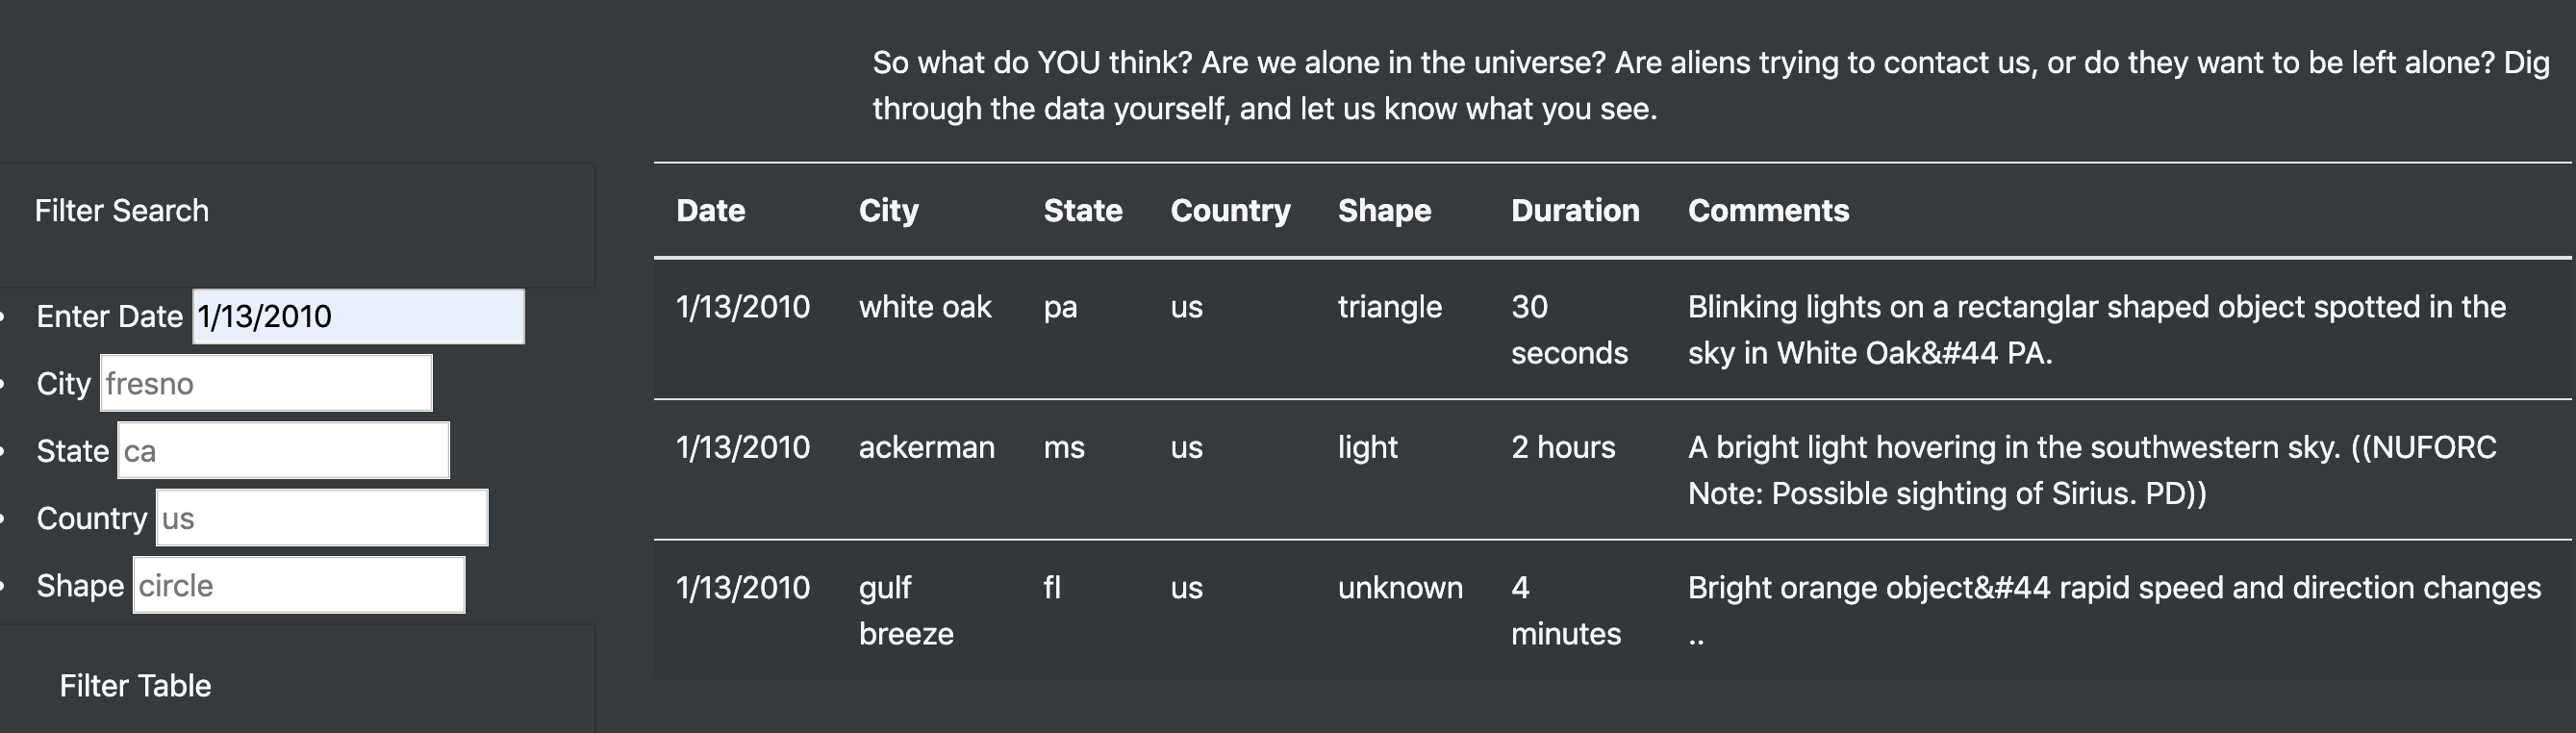 So what do YOU think? Are we alone in the universe? Are aliens trying to contact us, or do they want to be left alone? Dig
through the data yourself, and let us know what you see.
Filter Search
Enter Date 1/13/2010
City fresno
State ca
Country us
Shape circle
Filter Table
Date City State Country Shape Duration Comments
1/13/2010 white oak pa us triangle 30 Blinking lights on a rectanglar shaped object spotted in the
seconds sky in White Oak&#44 PA.
1/13/2010 ackerman ms us light 2 hours A bright light hovering in the southwestern sky. ((NUFORC
Note: Possible sighting of Sirius. PD))
1/13/2010 gulf fl us unknown 4 Bright orange object&#44 rapid speed and direction changes
breeze minutes ..